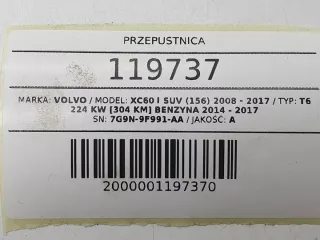 PRZEPUSTNICA
119737
MARKA: VOLVO / MODEL: XC60 I SUV (156) 2008 - 2017 / TYP: T6
224 KW [304 KM] BENZYNA 2014 - 2017
SN: 7G9N-9F991-AA / JAKOŚĆ: A
2000001197370